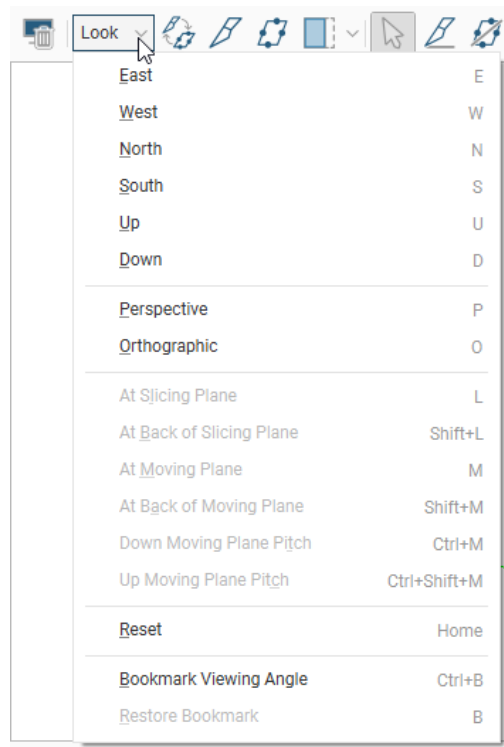 Look
East E
West W
North N
South S
Up U
Down D
Perspective P
Orthographic O
At Slicing Plane L
At Back of Slicing Plane Shift+L
At Moving Plane M
At Back of Moving Plane Shift+M
Down Moving Plane Pitch Ctrl+M
Up Moving Plane Pitch Ctrl+Shift+M
Reset Home
Bookmark Viewing Angle Ctrl+B
Restore Bookmark B